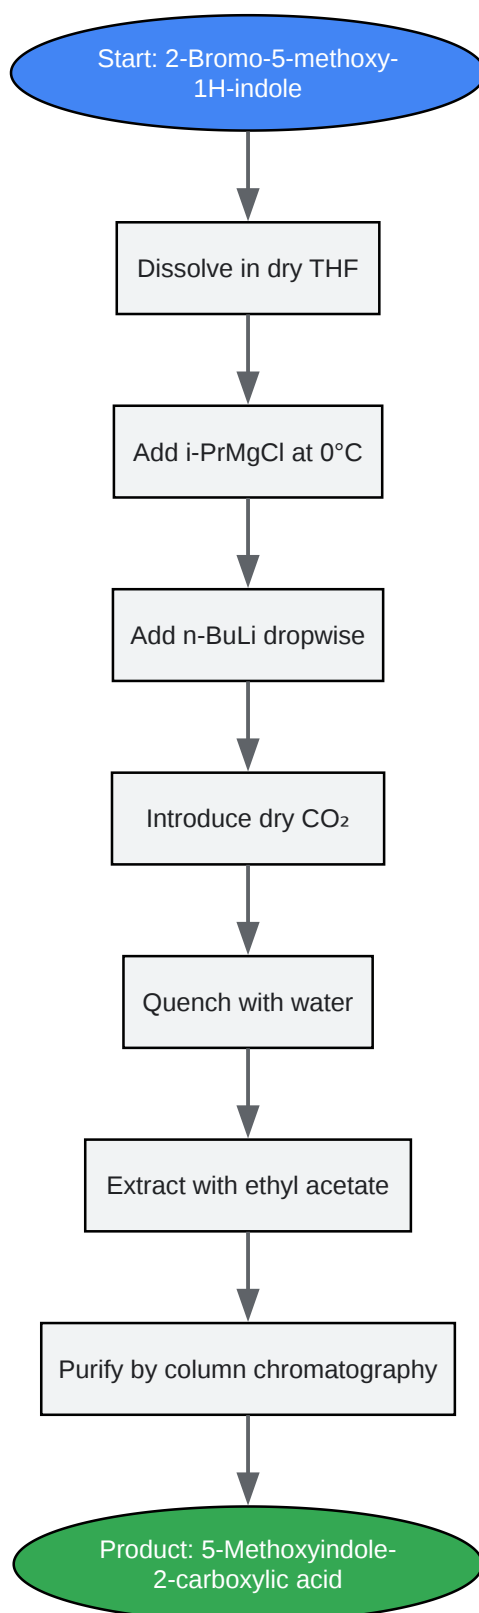 Start: 2-Bromo-5-methoxy-
1H-indole
Dissolve in dry THF
Add i-PrMgCl at 0°C
Add n-BuLi dropwise
Introduce dry CO₂
Quench with water
Extract with ethyl acetate
Purify by column chromatography
Product: 5-Methoxyindole-
2-carboxylic acid